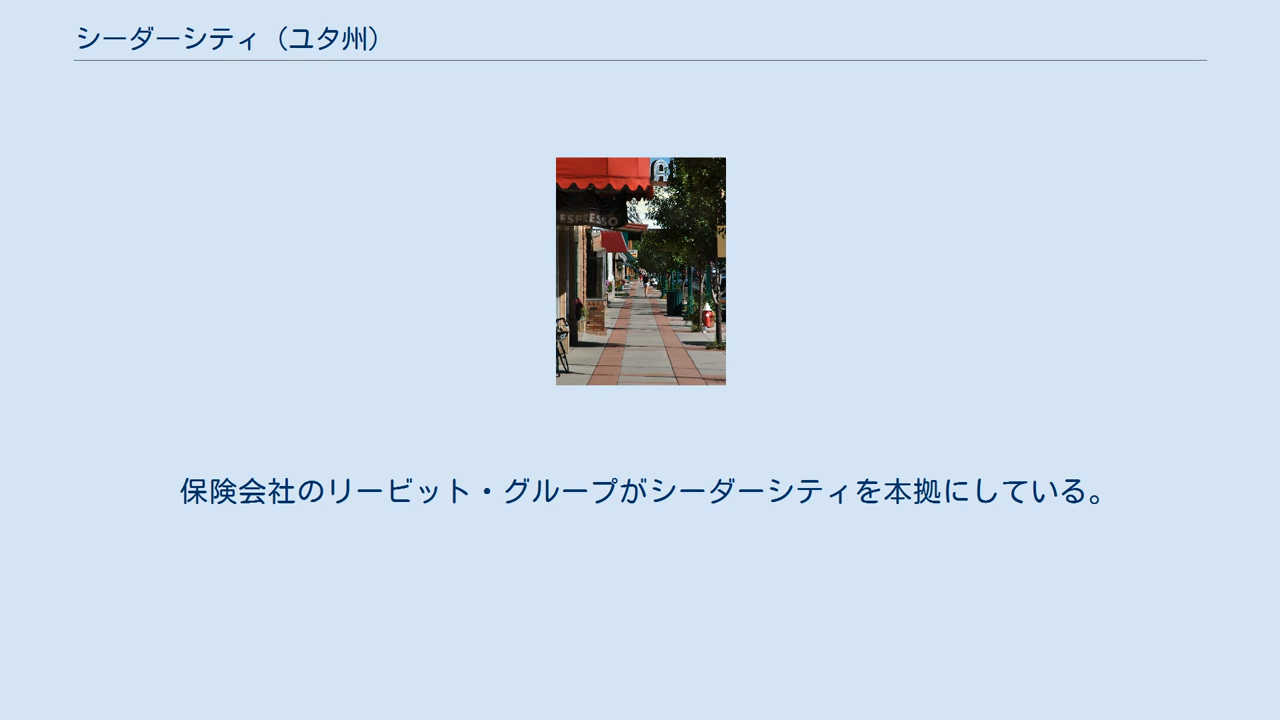 シーダーシティ（ユタ州）
ESPRESSO
保険会社のリービット・グループがシーダーシティを本拠にしている。